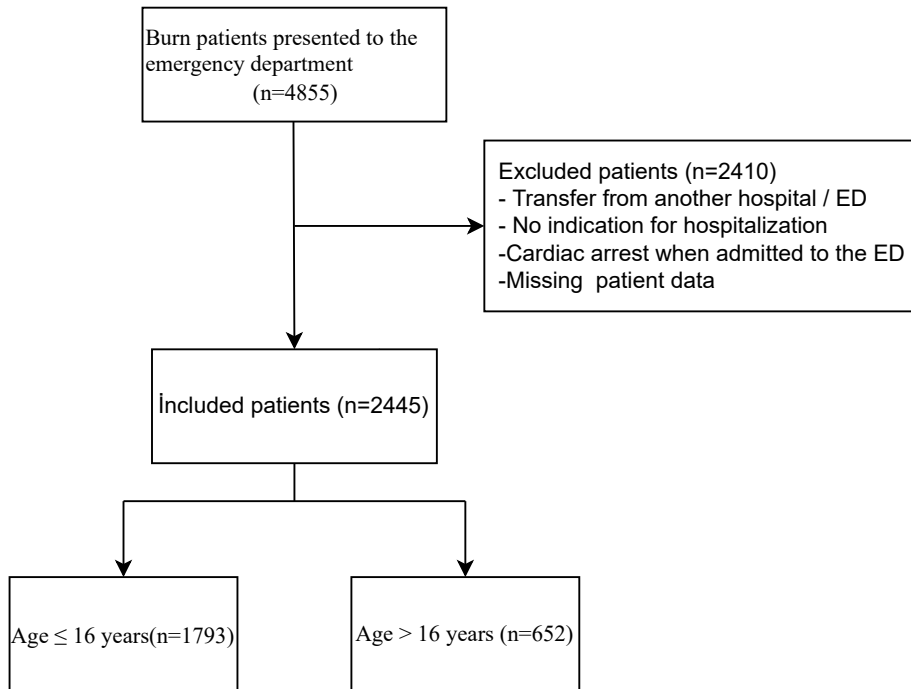 Burn patients presented to the
emergency department
(n=4855)
Excluded patients (n=2410)
- Transfer from another hospital / ED
- No indication for hospitalization
-Cardiac arrest when admitted to the ED
-Missing  patient data
İncluded patients (n=2445)
Age ≤ 16 years(n=1793)
Age > 16 years (n=652)